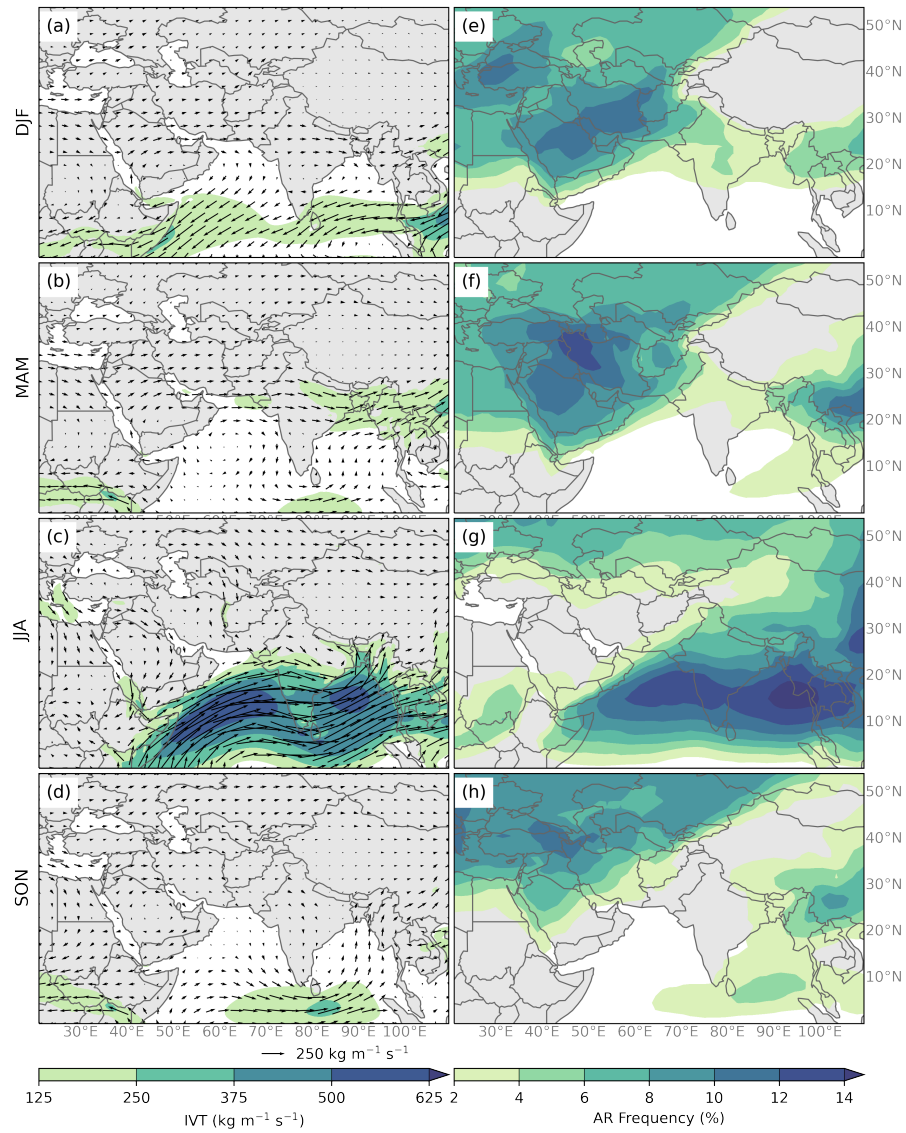 (a)
(e)
50°N
40°N
30°N
20°N
10°N
DJF
(b)
(f)
50°N
40°N
30°N
20°N
10°N
MAM
(c)
(g)
50°N
40°N
30°N
20°N
10°N
JJA
(d)
(h)
50°N
40°N
30°N
20°N
10°N
SON
30°E 40°E 50°E 60°E 70°E 80°E 90°E 100°E 30°E 40°E 50°E 60°E 70°E 80°E 90°E 100°E
250 kg m⁻¹ s⁻¹
125 250 375 500 625 2 4 6 8 10 12 14
IVT (kg m⁻¹ s⁻¹) AR Frequency (%)